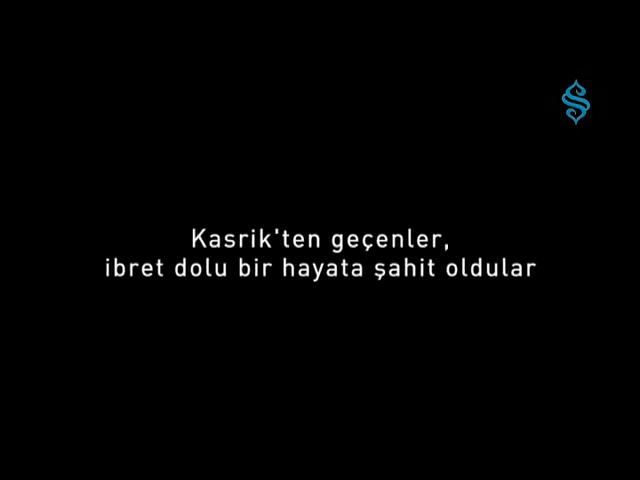 Kasrik'ten geçenler,
ibret dolu bir hayata şahit oldular